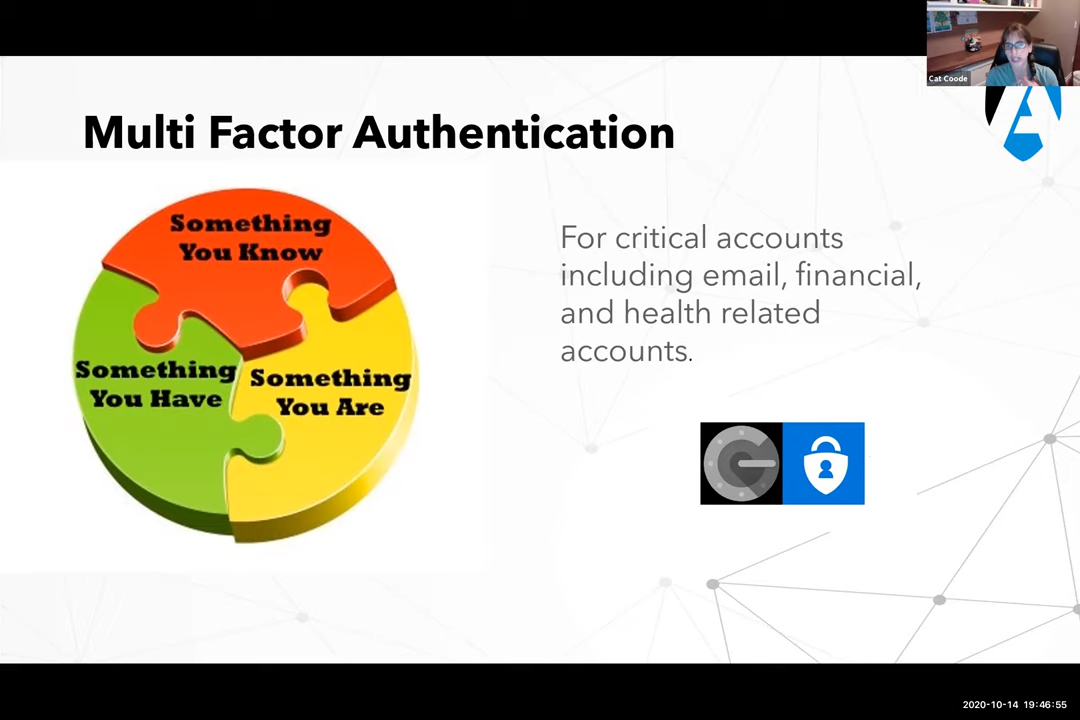 Cat Coode
Multi Factor Authentication
Something
You Know
Something
You Have
Something
You Are
For critical accounts
including email, financial,
and health related
accounts.
2020-10-14 19:46:55